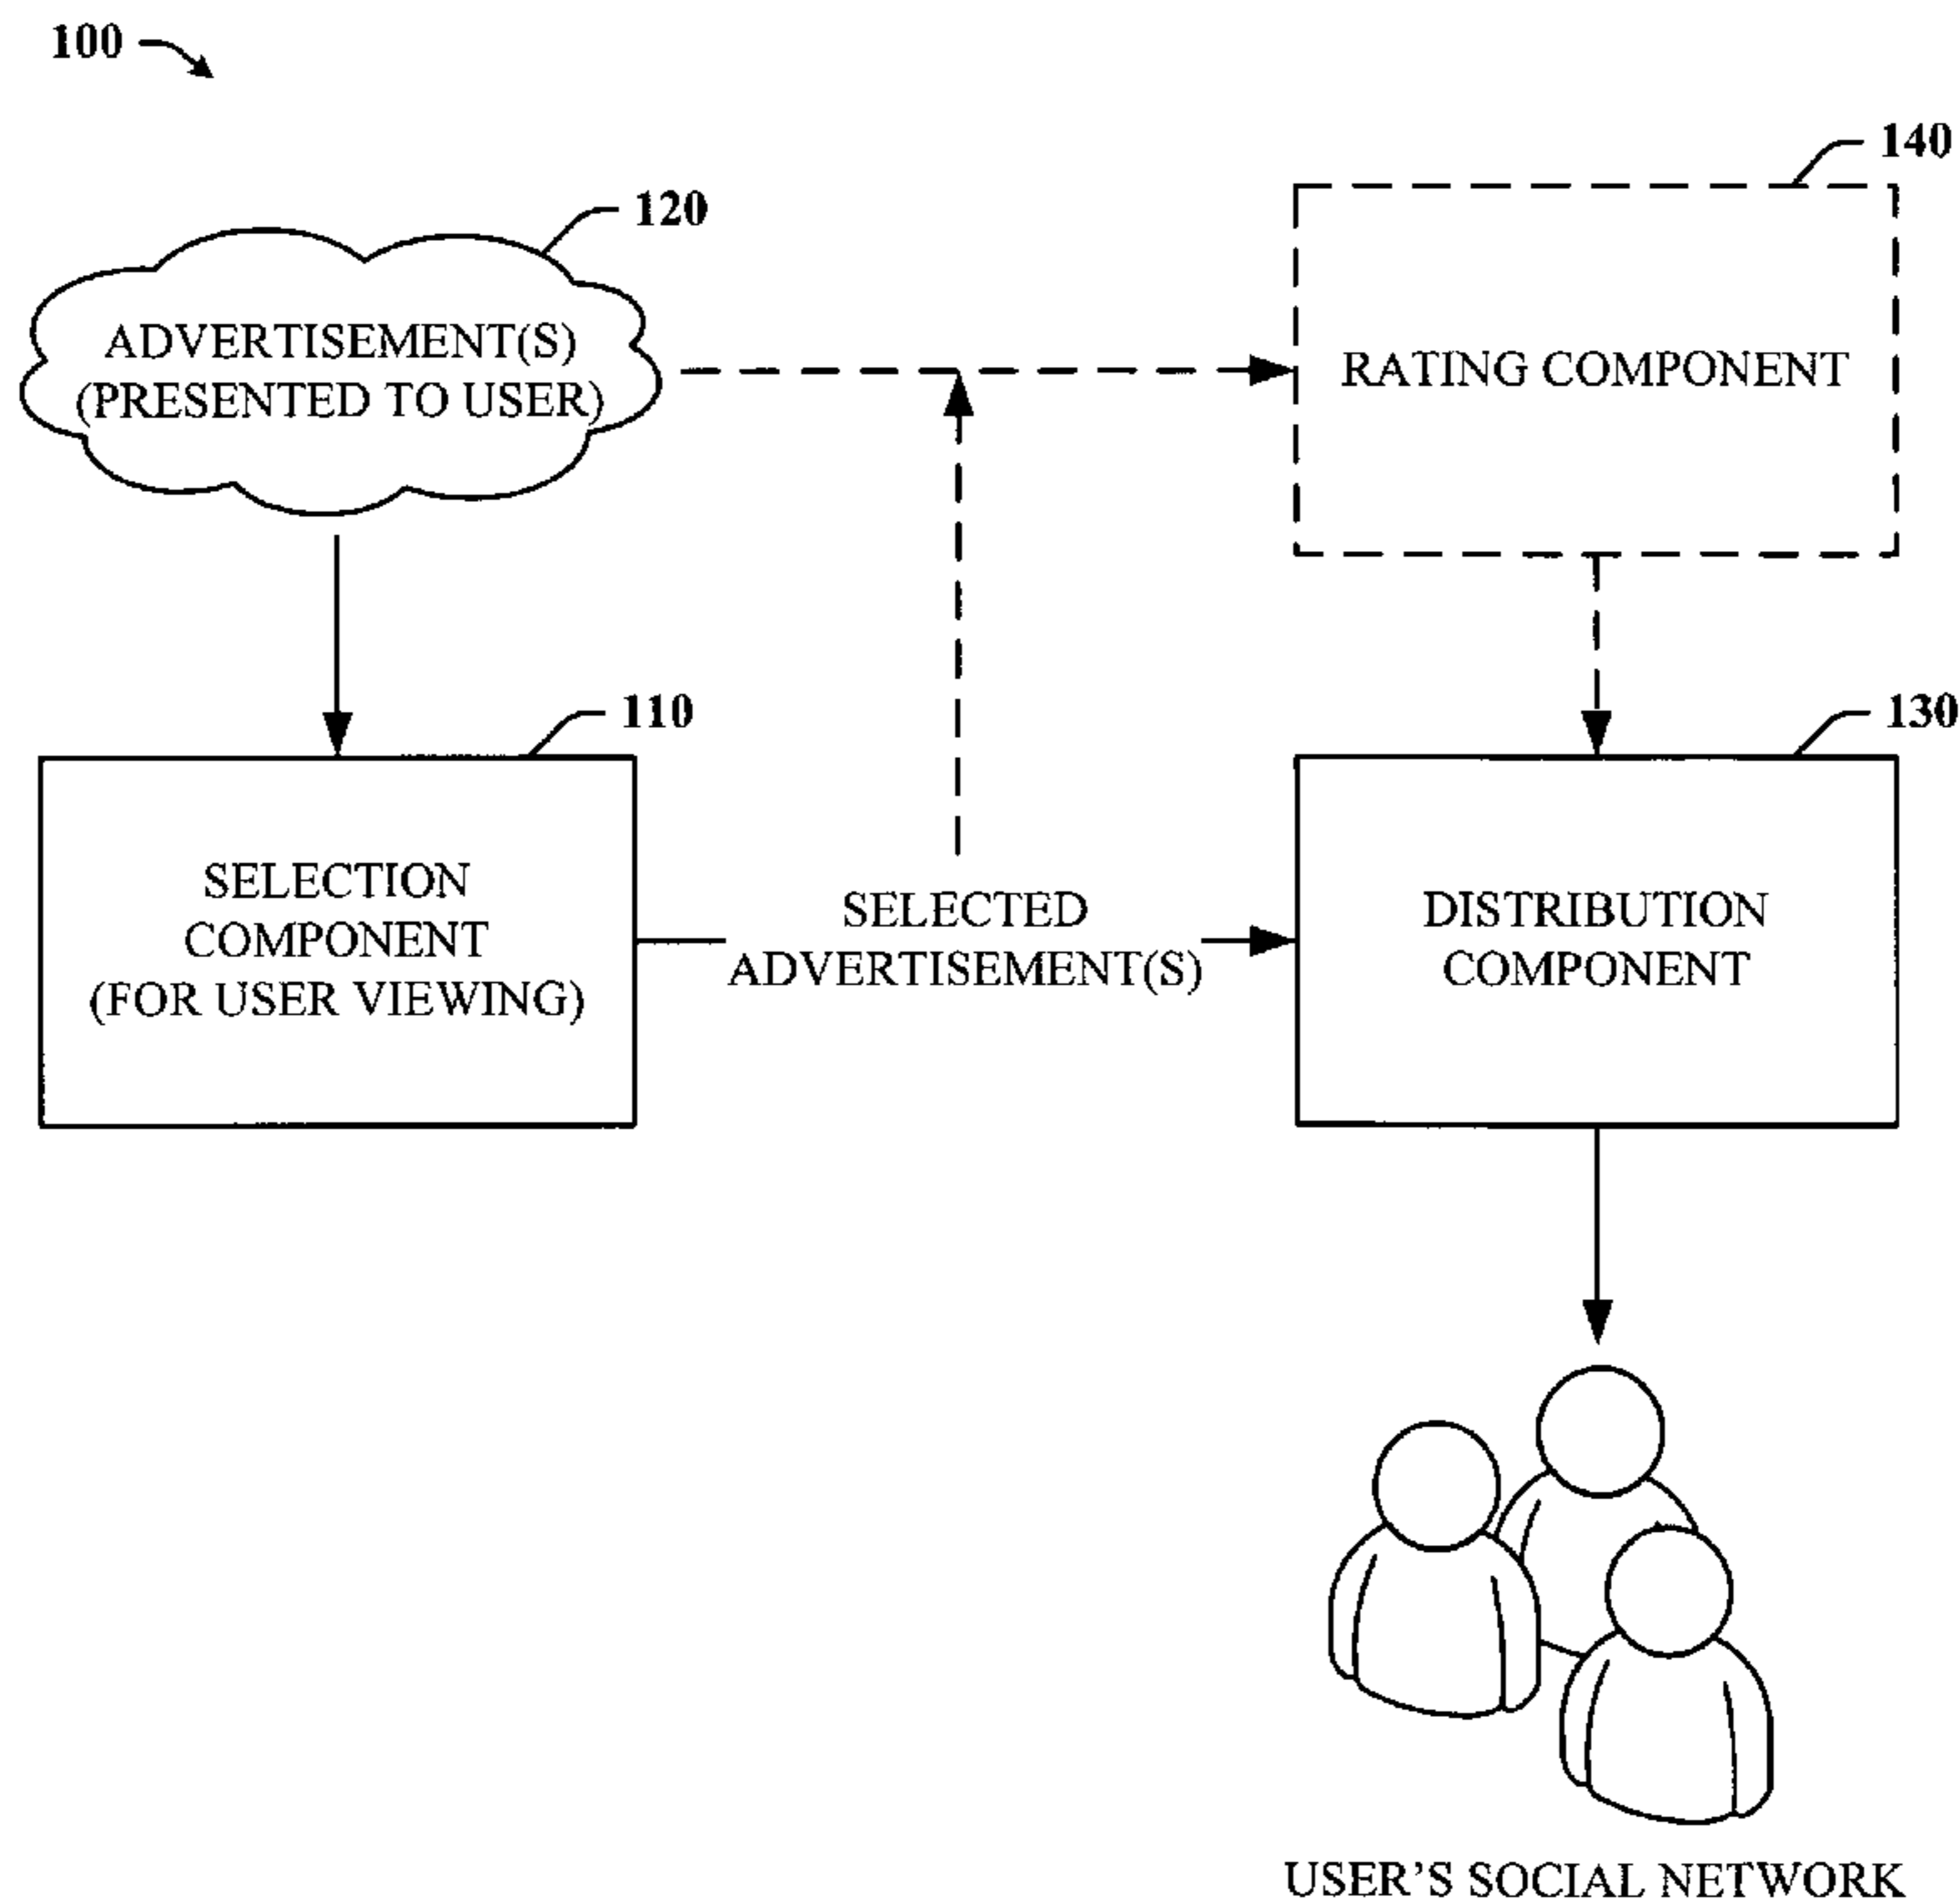 100
140
120
ADVERTISEMENT(S)
(PRESENTED TO USER)
RATING COMPONENT
110
130
SELECTION
COMPONENT
(FOR USER VIEWING)
SELECTED
ADVERTISEMENT(S)
DISTRIBUTION
COMPONENT
USER'S SOCIAL NETWORK